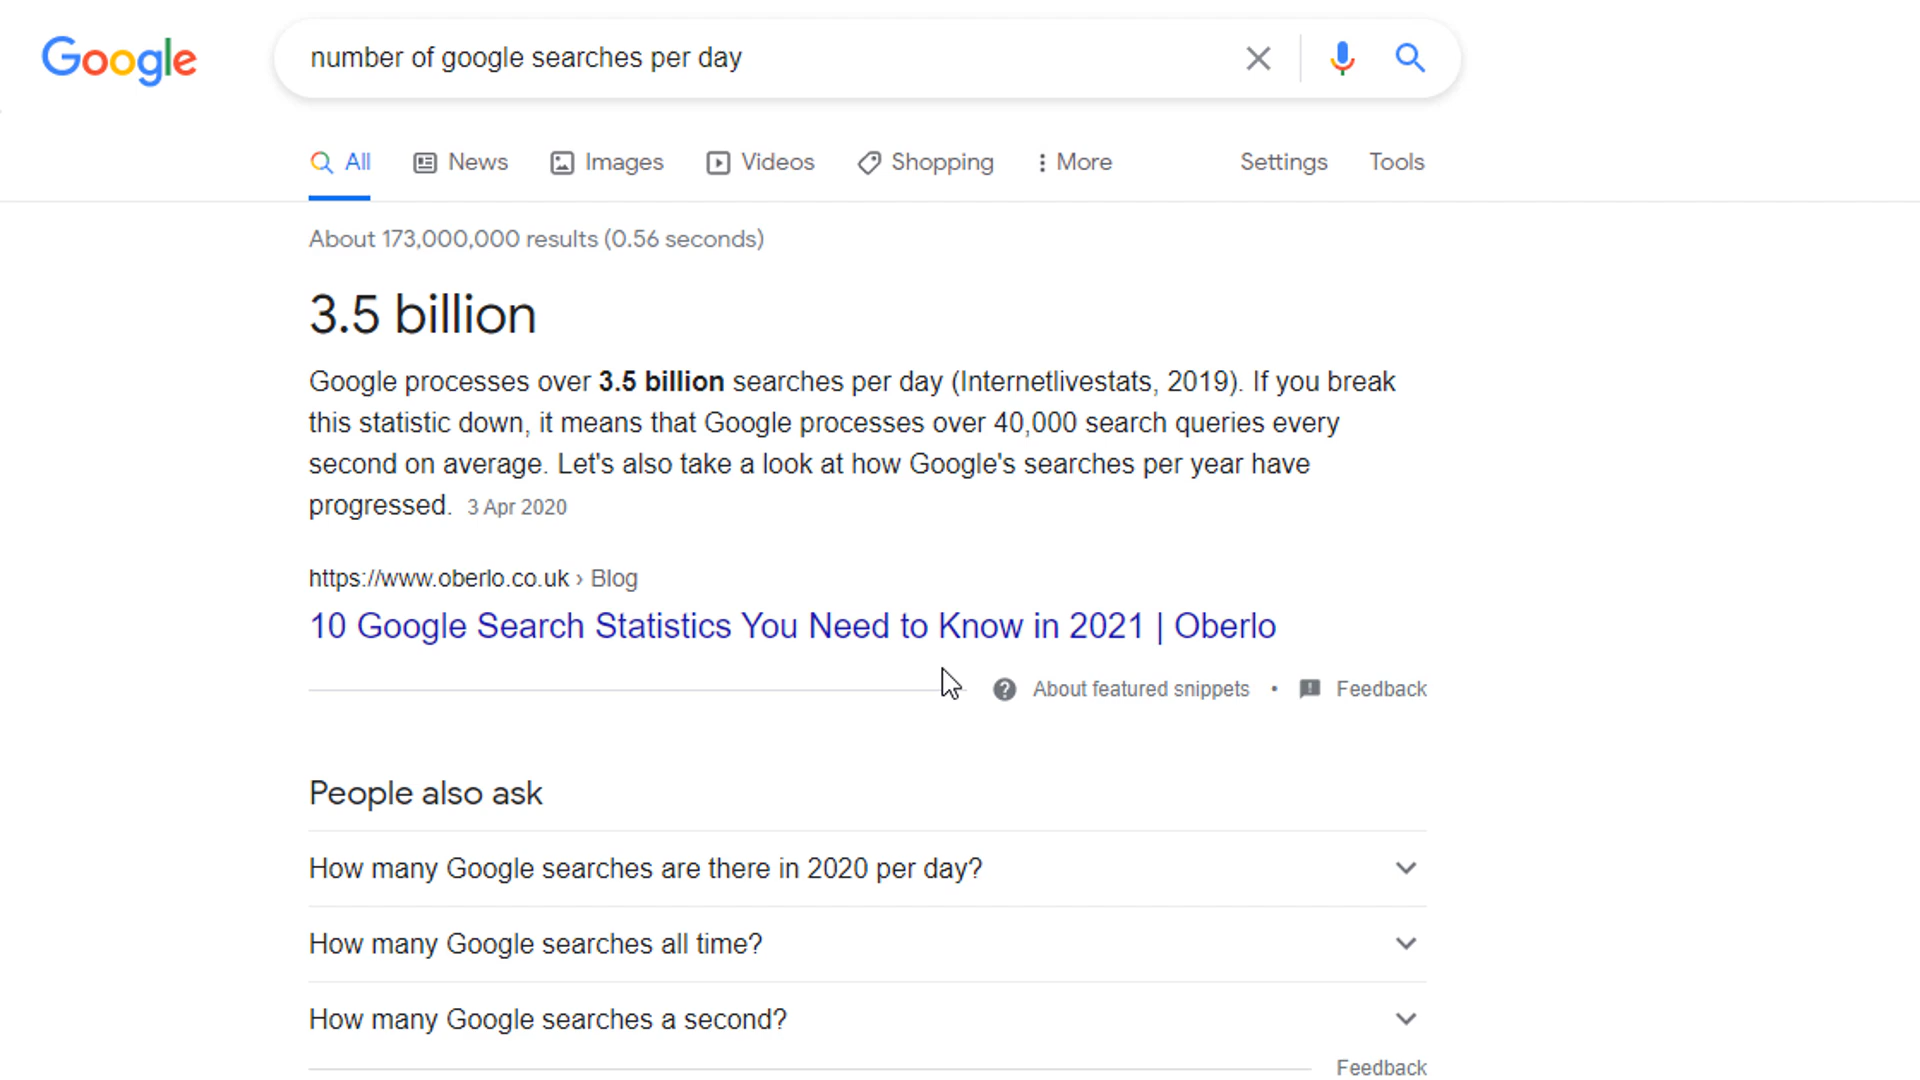 Google
number of google searches per day
All News Images Videos Shopping More Settings Tools
About 173,000,000 results (0.56 seconds)
3.5 billion
Google processes over 3.5 billion searches per day (Internetlivestats, 2019). If you break
this statistic down, it means that Google processes over 40,000 search queries every
second on average. Let's also take a look at how Google's searches per year have
progressed. 3 Apr 2020
https://www.oberlo.co.uk › Blog
10 Google Search Statistics You Need to Know in 2021 | Oberlo
About featured snippets • Feedback
People also ask
How many Google searches are there in 2020 per day?
How many Google searches all time?
How many Google searches a second?
Feedback